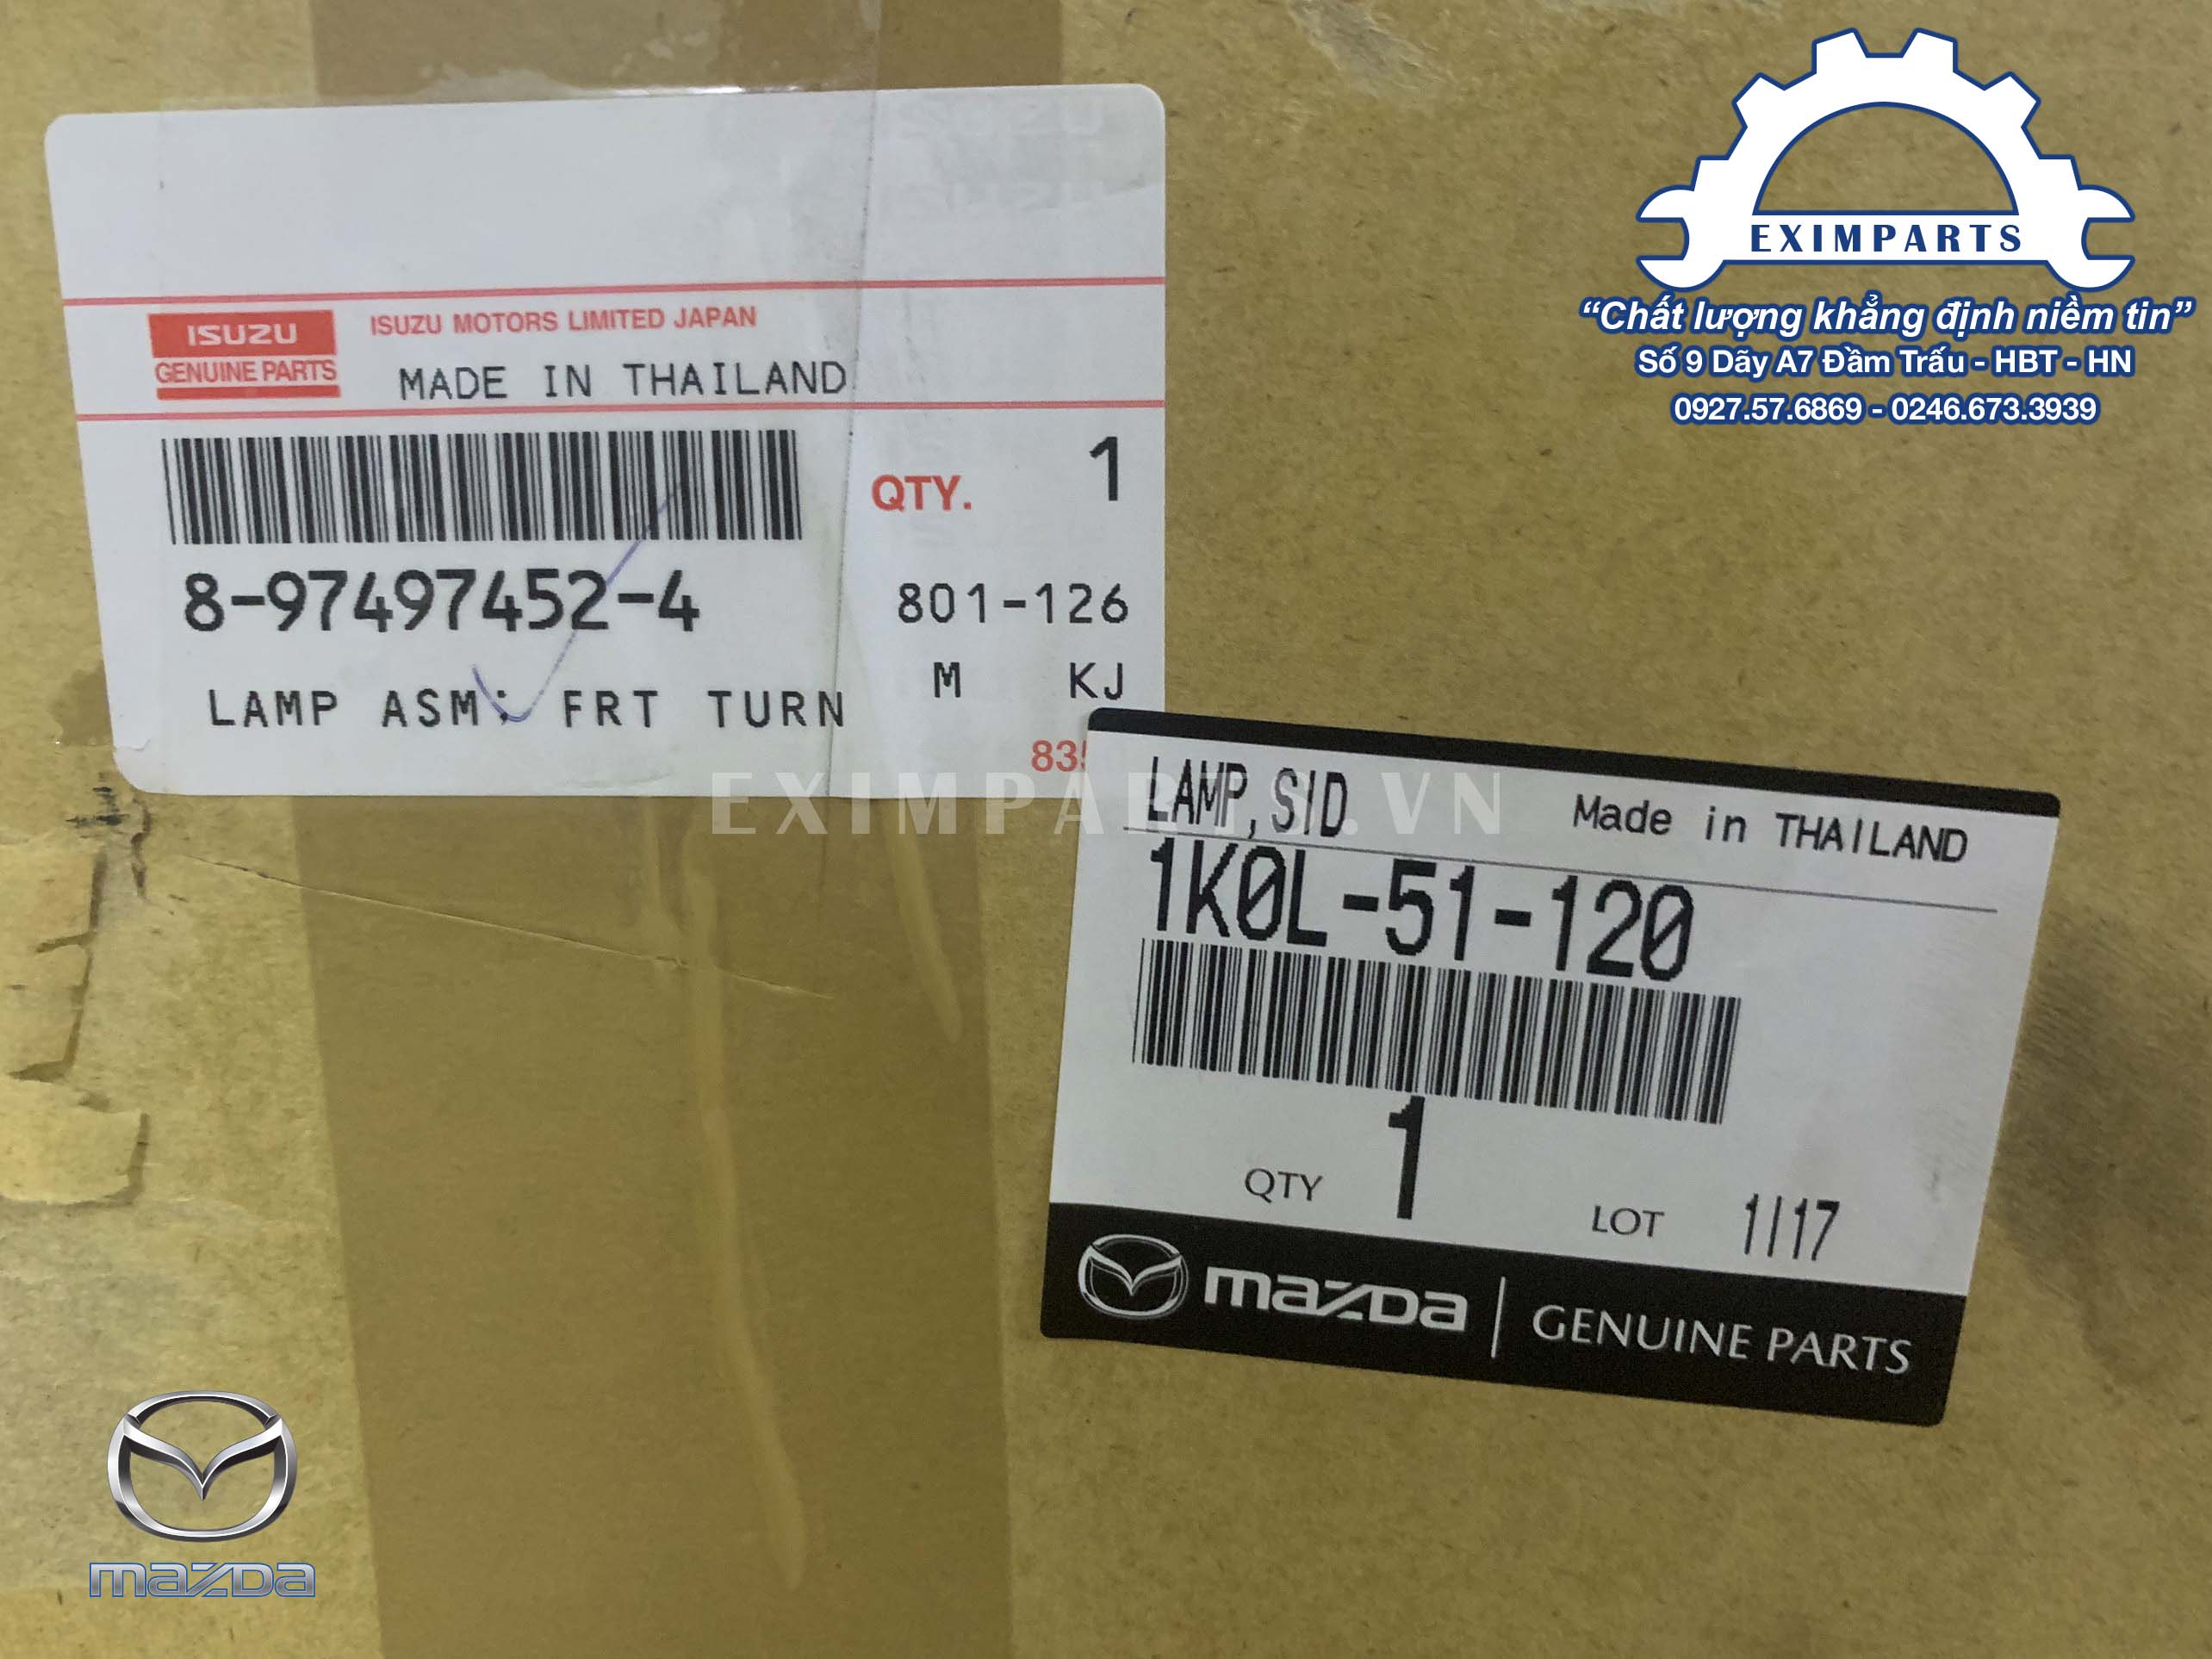 EXIMPARTS
“Chất lượng khẳng định niềm tin”
Số 9 Dãy A7 Đầm Trấu - HBT - HN
0927.57.6869 - 0246.673.3939
ISUZU
GENUINE PARTS
ISUZU MOTORS LIMITED JAPAN
MADE IN THAILAND
QTY. 1
8-97497452-4
801-126
LAMP ASM; FRT TURN
M KJ
EXIMPARTS.VN
LAMP, SID
Made in THAILAND
1K0L-51-120
QTY 1
LOT 1/17
mazda
GENUINE PARTS
mazda